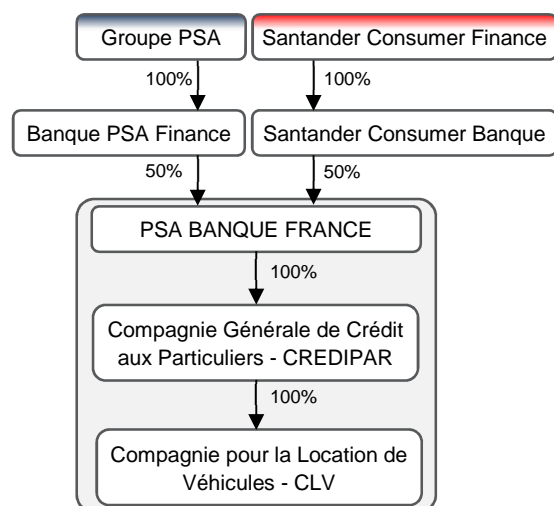 Groupe PSA
Santander Consumer Finance
100%
100%
Banque PSA Finance
Santander Consumer Banque
50%
50%
PSA BANQUE FRANCE
100%
Compagnie Générale de Crédit
aux Particuliers - CREDIPAR
100%
Compagnie pour la Location de
Véhicules - CLV